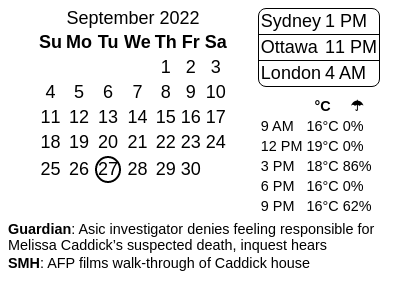 September 2022
Su Mo Tu We Th Fr Sa
1 2 3
4 5 6 7 8 9 10
11 12 13 14 15 16 17
18 19 20 21 22 23 24
25 26 27 28 29 30
Sydney 1 PM
Ottawa 11 PM
London 4 AM
°C ☂
9 AM 16°C 0%
12 PM 19°C 0%
3 PM 18°C 86%
6 PM 16°C 0%
9 PM 16°C 62%
Guardian: Asic investigator denies feeling responsible for
Melissa Caddick’s suspected death, inquest hears
SMH: AFP films walk-through of Caddick house